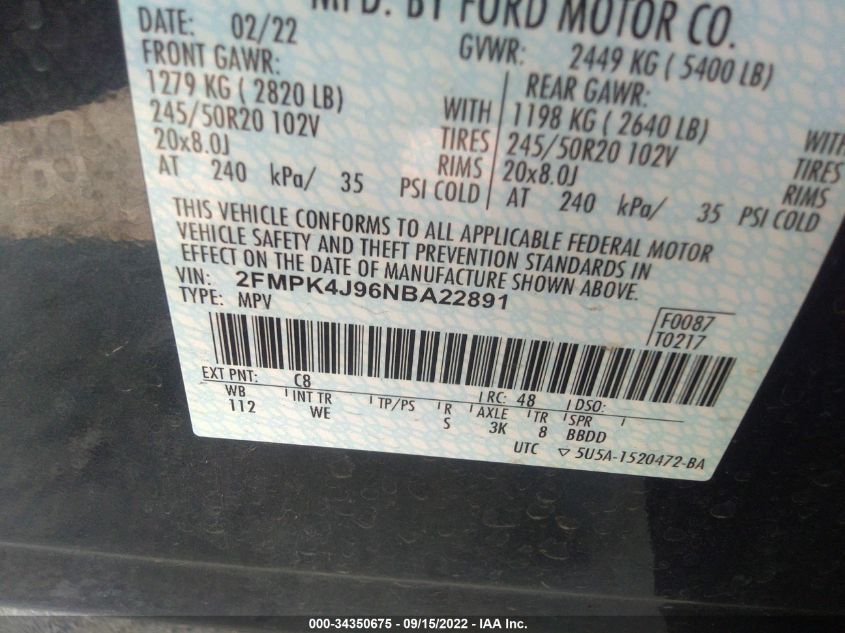 MFD. BY FORD MOTOR CO.
DATE: 02/22 GVWR: 2449 KG ( 5400 LB)
FRONT GAWR: REAR GAWR:
1279 KG ( 2820 LB) WITH 1198 KG ( 2640 LB) WITH
245/50R20 102V TIRES 245/50R20 102V TIRES
20x8.0J RIMS 20x8.0J RIMS
AT 240 kPa/ 35 PSI COLD AT 240 kPa/ 35 PSI COLD
THIS VEHICLE CONFORMS TO ALL APPLICABLE FEDERAL MOTOR
VEHICLE SAFETY AND THEFT PREVENTION STANDARDS IN
EFFECT ON THE DATE OF MANUFACTURE SHOWN ABOVE.
VIN: 2FMPK4J96NBA22891
TYPE: MPV
F0087
T0217
EXT PNT: C8 RC: 48 DSO:
WB INT TR TP/PS R AXLE TR SPR
112 WE S 3K 8 BBDD
UTC ▽ 5U5A-1520472-BA
000-34350675 - 09/15/2022 - IAA Inc.